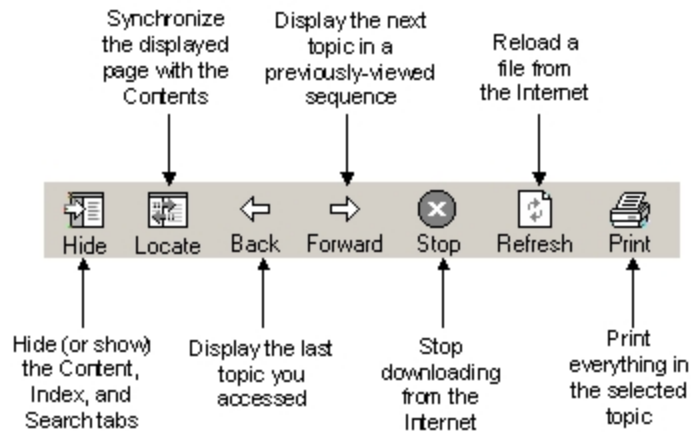 Synchronize
the displayed
page with the
Contents
Display the next
topic in a
previously-viewed
sequence
Reload a
file from
the Internet
Hide
Locate
Back
Forward
Stop
Refresh
Print
Hide (or show)
the Content,
Index, and
Search tabs
Display the last
topic you
accessed
Stop
downloading
from the
Internet
Print
everything in
the selected
topic